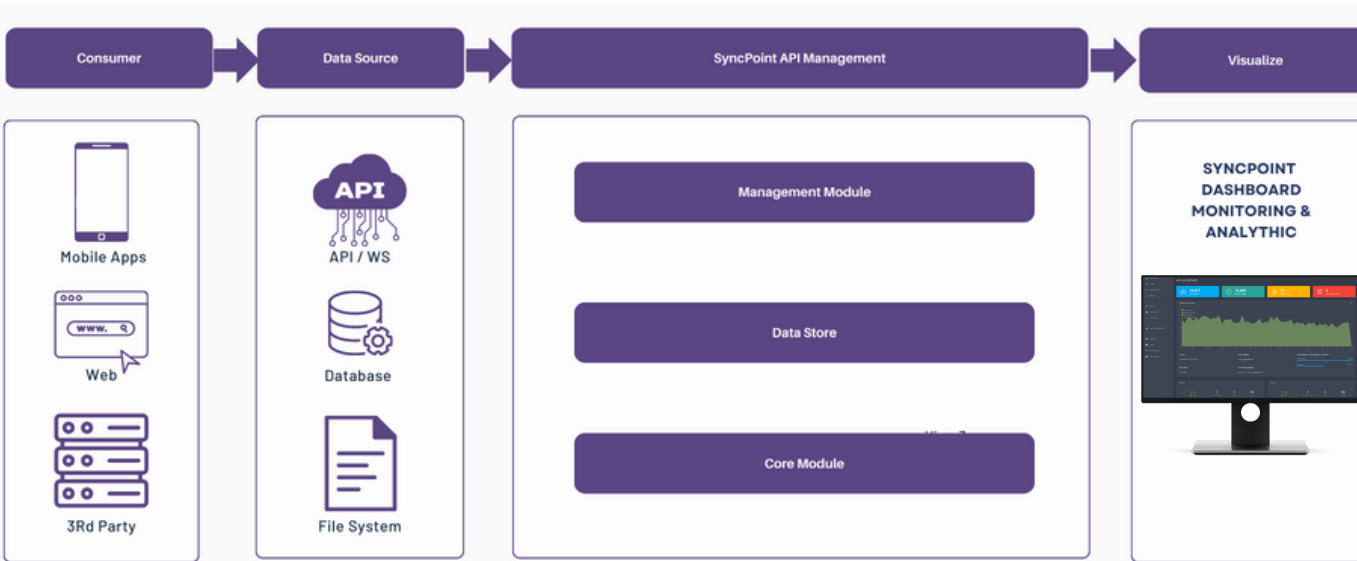 Consumer
Data Source
SyncPoint API Management
Visualize
Mobile Apps
www.
Web
3Rd Party
API
API / WS
Database
File System
Management Module
Data Store
Core Module
SYNCPOINT
DASHBOARD
MONITORING &
ANALYTHIC